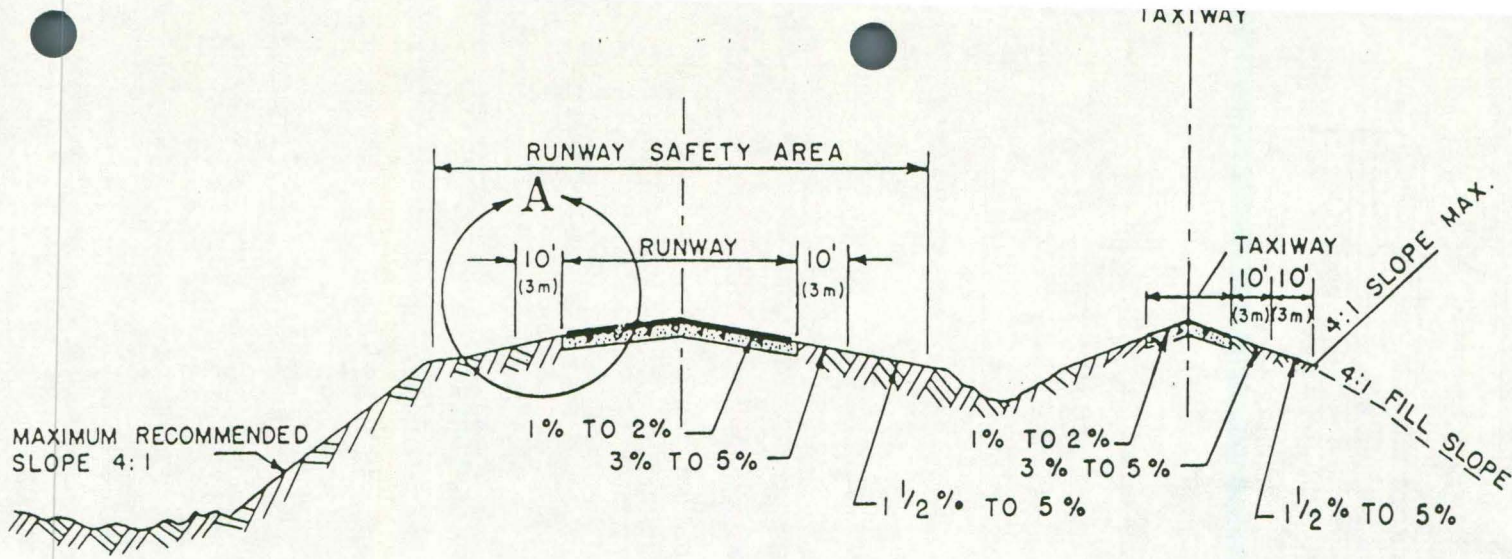 TAXIWAY
RUNWAY SAFETY AREA
A
10'
(3m)
RUNWAY
10'
(3m)
TAXIWAY
10'
(3m)
10'
(3m)
4:1 SLOPE MAX.
4:1 FILL SLOPE
MAXIMUM RECOMMENDED
SLOPE 4:1
1% TO 2%
3% TO 5%
1 1/2% TO 5%
1% TO 2%
3% TO 5%
1 1/2% TO 5%